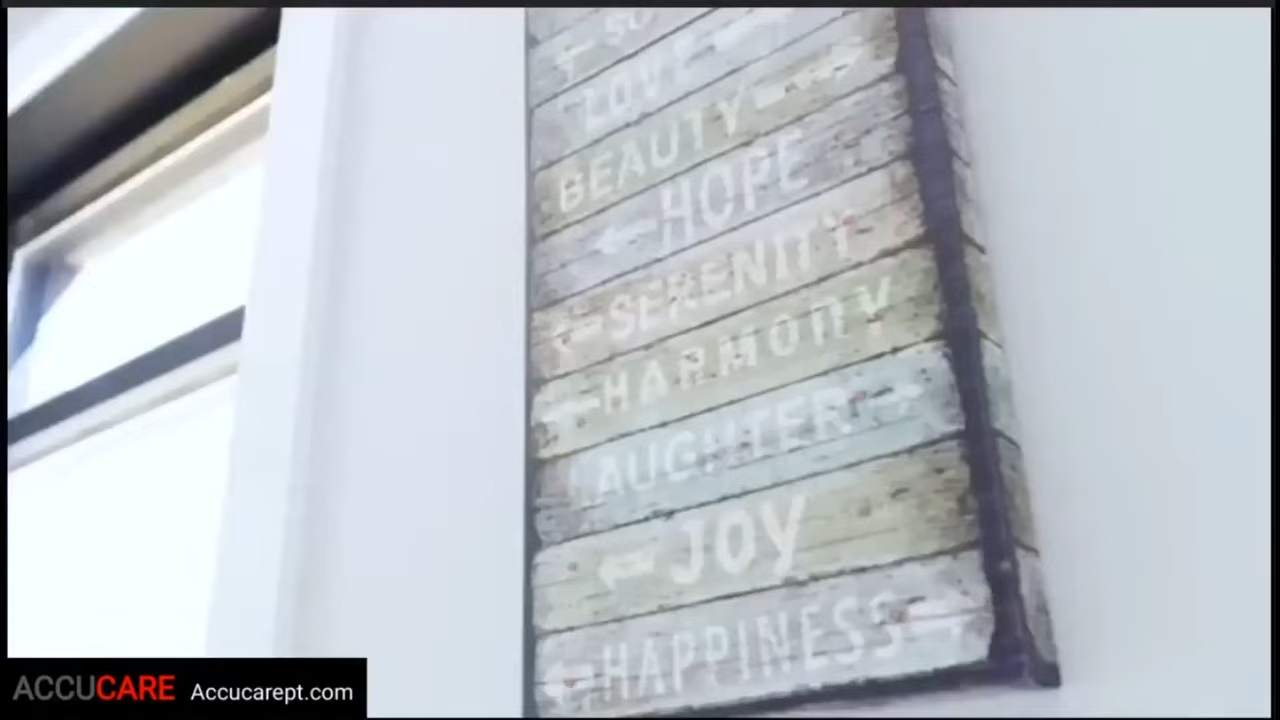 LOVE
BEAUTY
HOPE
SERENITY
HARMONY
LAUGHTER
JOY
HAPPINESS
ACCUCARE Accucarept.com